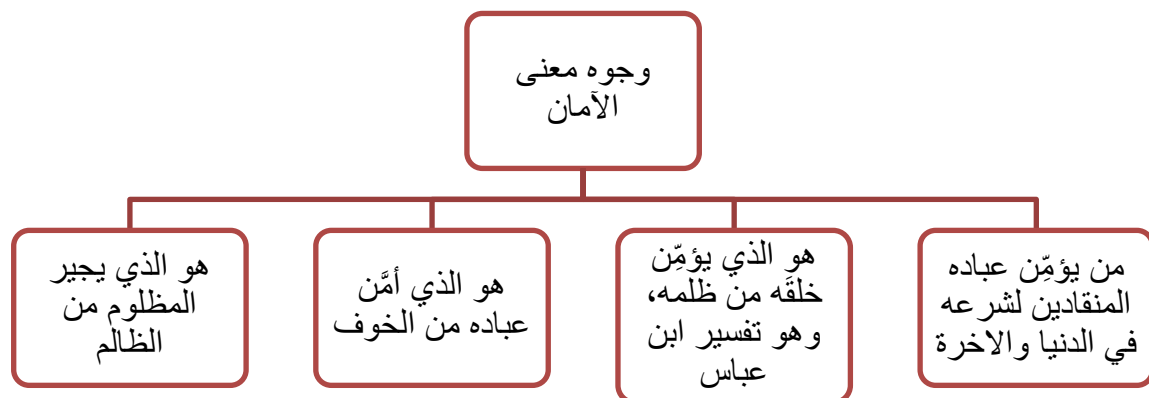 وجوه معنى
الآمان
من يؤمِّن عباده
المنقادين لشرعه
في الدنيا والاخرة
هو الذي يؤمِّن
خلقَه من ظلمه،
وهو تفسير ابن
عباس
هو الذي أمَّن
عباده من الخوف
هو الذي يجير
المظلوم من
الظالم